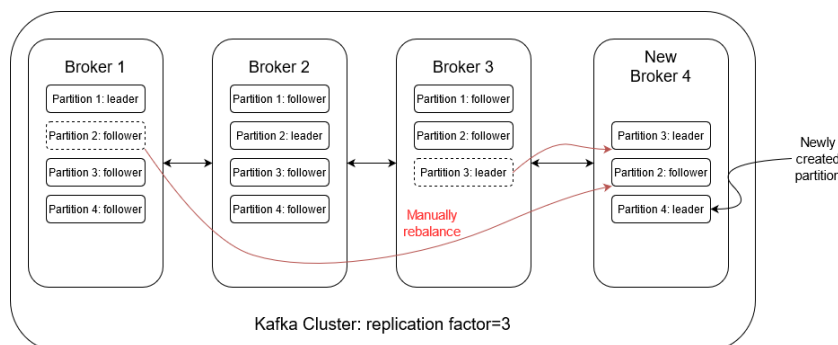 Broker 1
Partition 1: leader
Partition 2: follower
Partition 3: follower
Partition 4: follower
Broker 2
Partition 1: follower
Partition 2: leader
Partition 3: follower
Partition 4: follower
Broker 3
Partition 1: follower
Partition 2: follower
Partition 3: leader
New
Broker 4
Partition 3: leader
Partition 2: follower
Partition 4: leader
Newly
created
partition
Manually
rebalance
Kafka Cluster: replication factor=3